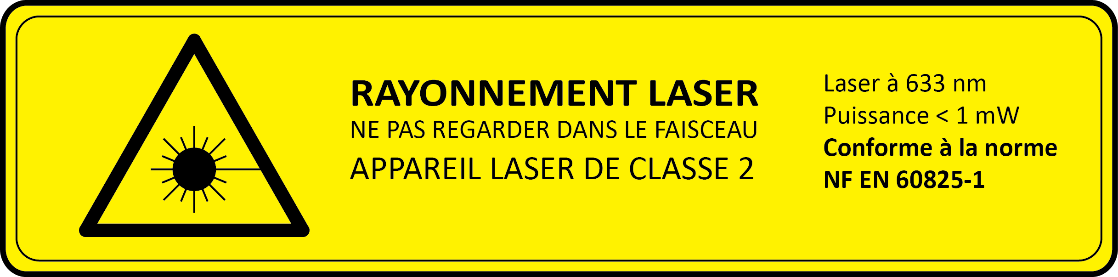 RAYONNEMENT LASER
NE PAS REGARDER DANS LE FAISCEAU
APPAREIL LASER DE CLASSE 2
Laser à 633 nm
Puissance < 1 mW
Conforme à la norme
NF EN 60825-1